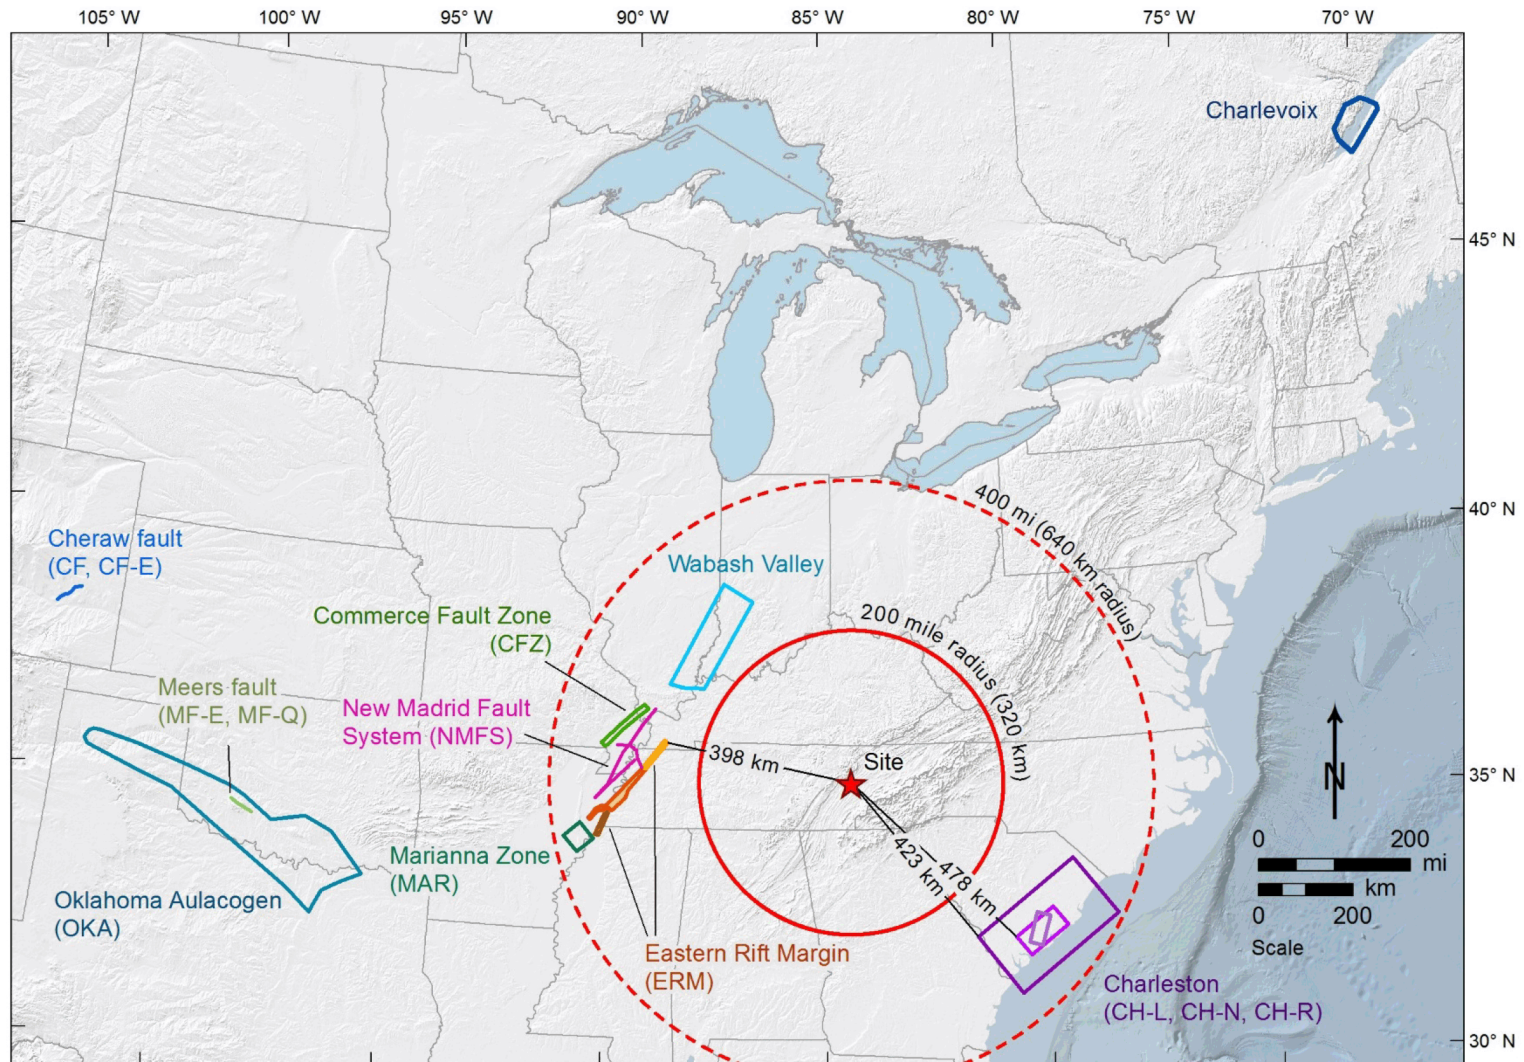 105° W
100° W
95° W
90° W
85° W
80° W
75° W
70° W
Charlevoix
45° N
400 mi (640 km radius)
40° N
Cheraw fault
(CF, CF-E)
Wabash Valley
Commerce Fault Zone
(CFZ)
200 mile radius (320 km)
Meers fault
(MF-E, MF-Q)
New Madrid Fault
System (NMFS)
398 km
Site
35° N
N
0 200
mi
km
0 200
Scale
Marianna Zone
(MAR)
423 km
478 km
Oklahoma Aulacogen
(OKA)
Eastern Rift Margin
(ERM)
Charleston
(CH-L, CH-N, CH-R)
30° N